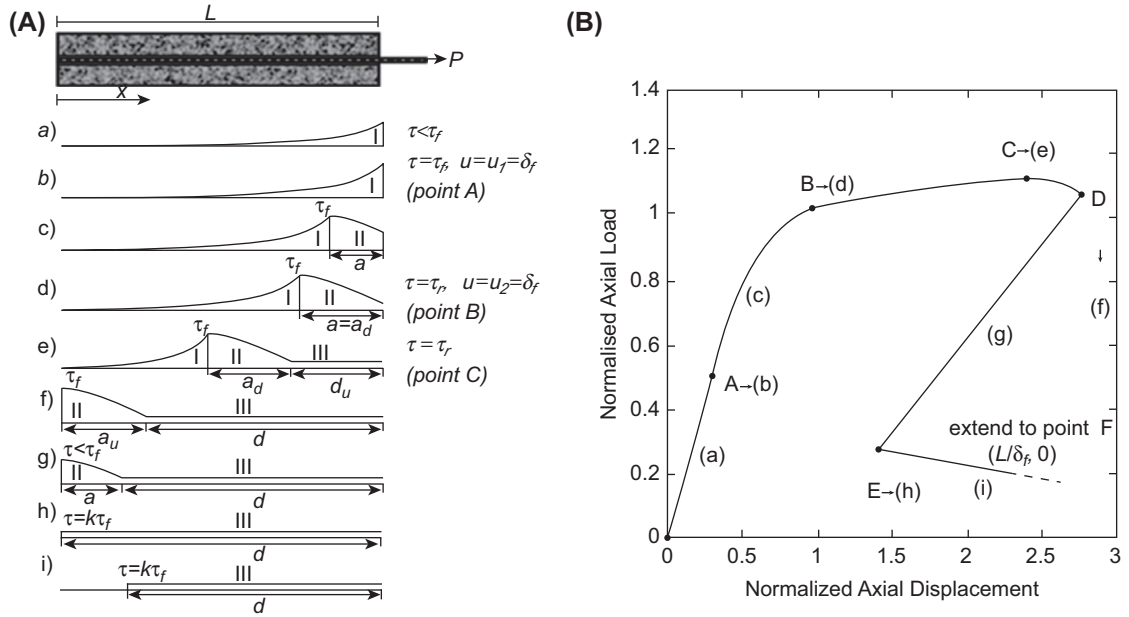 (A)
L
P
x
a)
I
τ<τf
b)
I
τ=τf, u=u1=δf
(point A)
c)
τf
I
II
a
d)
τf
I
II
a=ad
τ=τr, u=u2=δf
(point B)
e)
τf
I
II
III
ad
du
τ=τr
(point C)
f)
τf
II
III
au
d
g)
τ<τf
II
III
a
d
h)
τ=kτf
III
d
i)
τ=kτf
III
d
(B)
1.4
1.2
1
0.8
0.6
0.4
0.2
0
0
0.5
1
1.5
2
2.5
3
Normalised Axial Load
Normalized Axial Displacement
C→(e)
B→(d)
D
↓
(f)
(c)
(g)
A→(b)
(a)
extend to point F
(L/δf, 0)
E→(h)
(i)